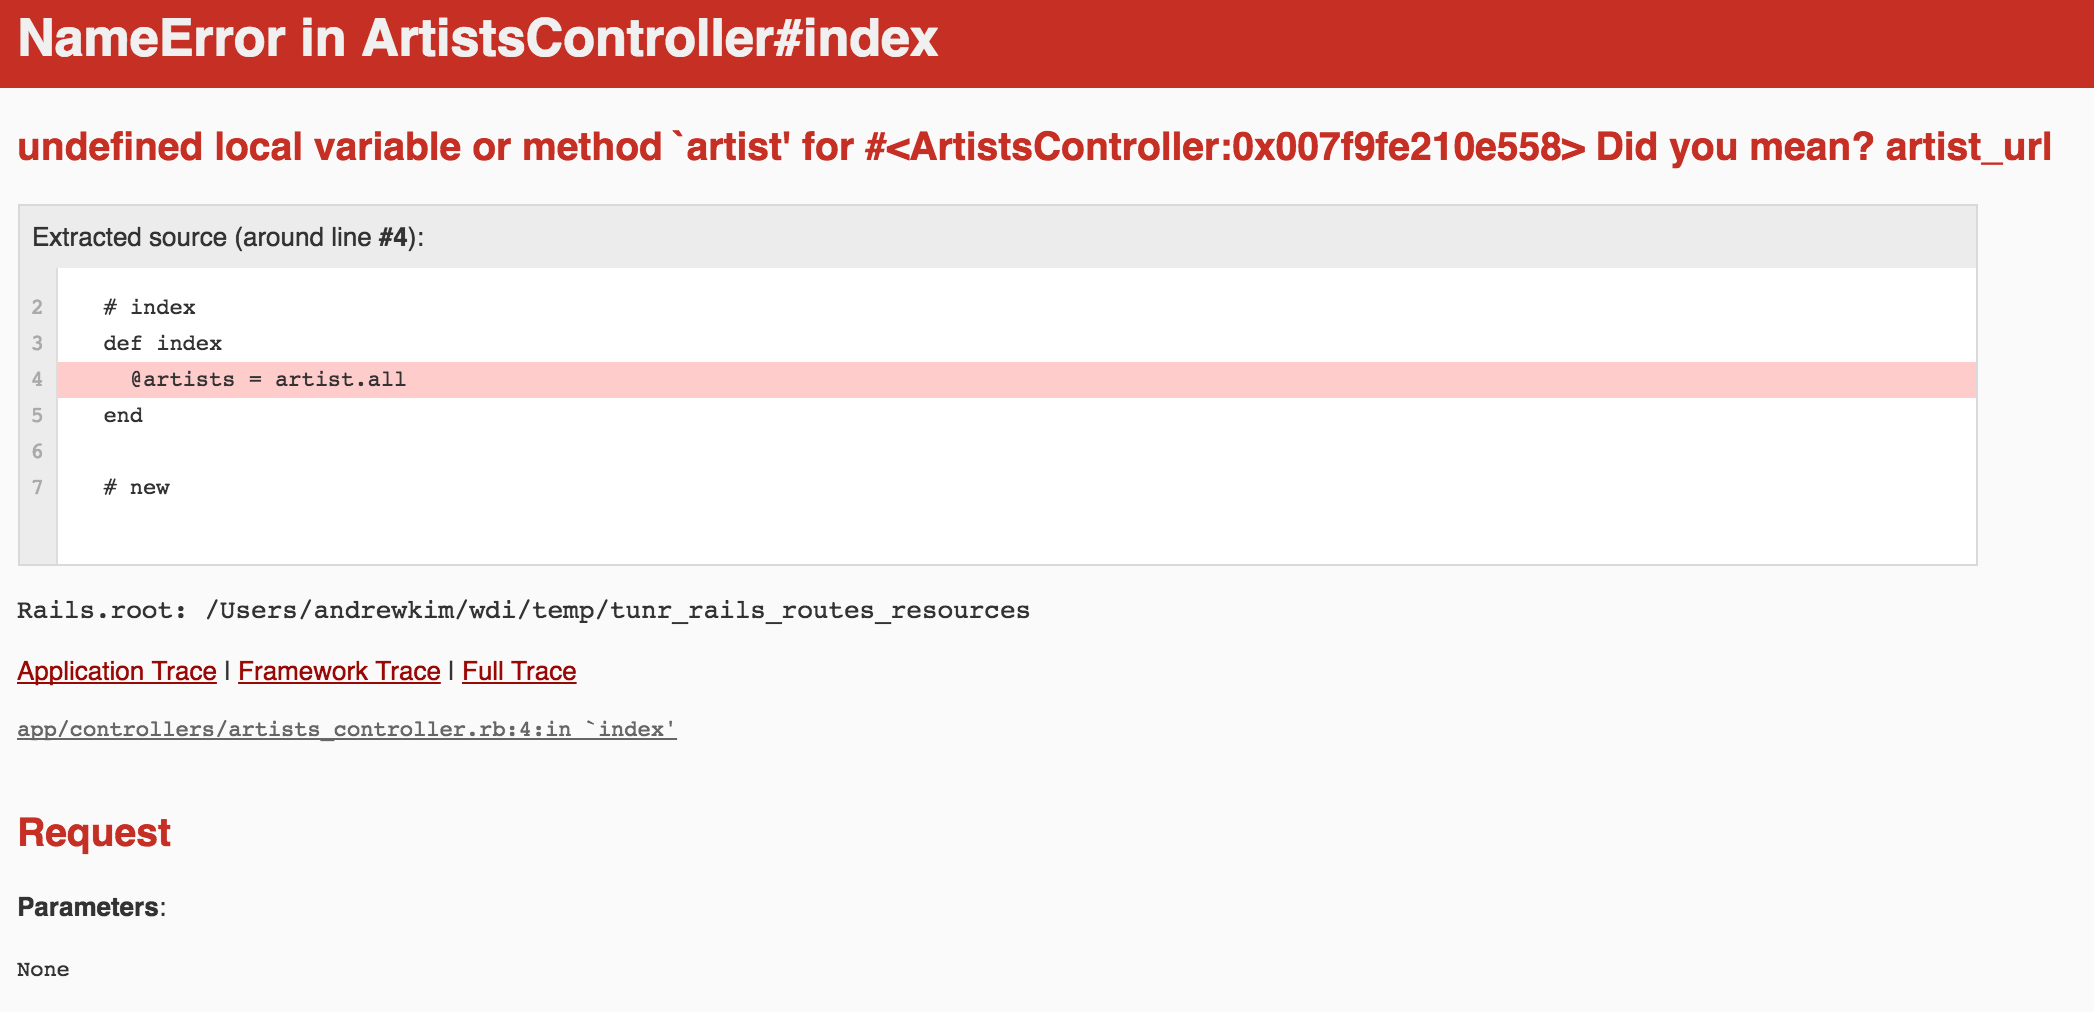 NameError in ArtistsController#index
undefined local variable or method `artist' for #<ArtistsController:0x007f9fe210e558> Did you mean? artist_url
Extracted source (around line #4):
2 # index
3 def index
4 @artists = artist.all
5 end
6
7 # new
Rails.root: /Users/andrewkim/wdi/temp/tunr_rails_routes_resources
Application Trace | Framework Trace | Full Trace
app/controllers/artists_controller.rb:4:in `index'
Request
Parameters:
None